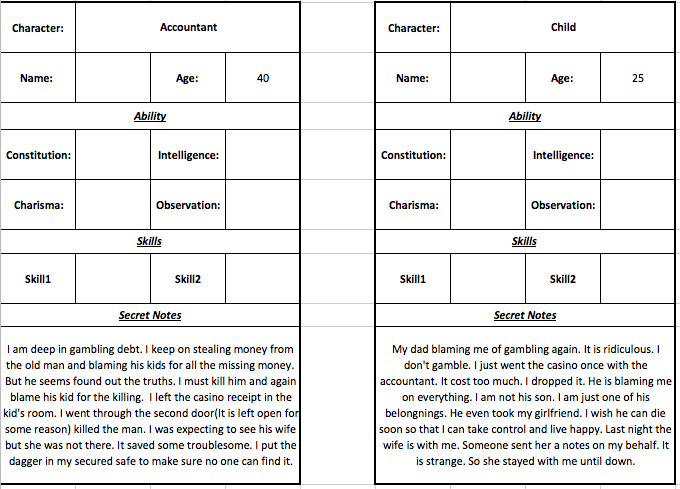 Character: Accountant
Name: Age: 40
Ability
Constitution: Intelligence:
Charisma: Observation:
Skills
Skill1 Skill2
Secret Notes
I am deep in gambling debt. I keep on stealing money from
the old man and blaming his kids for all the missing money.
But he seems found out the truths. I must kill him and again
blame his kid for the killing. I left the casino receipt in the
kid's room. I went through the second door(It is left open for
some reason) killed the man. I was expecting to see his wife
but she was not there. It saved some troublesome. I put the
dagger in my secured safe to make sure no one can find it.
Character: Child
Name: Age: 25
Ability
Constitution: Intelligence:
Charisma: Observation:
Skills
Skill1 Skill2
Secret Notes
My dad blaming me of gambling again. It is ridiculous. I
don't gamble. I just went the casino once with the
accountant. It cost too much. I dropped it. He is blaming me
on everything. I am not his son. I am just one of his
belongnings. He even took my girlfriend. I wish he can die
soon so that I can take control and live happy. Last night the
wife is with me. Someone sent her a notes on my behalf. It
is strange. So she stayed with me until down.